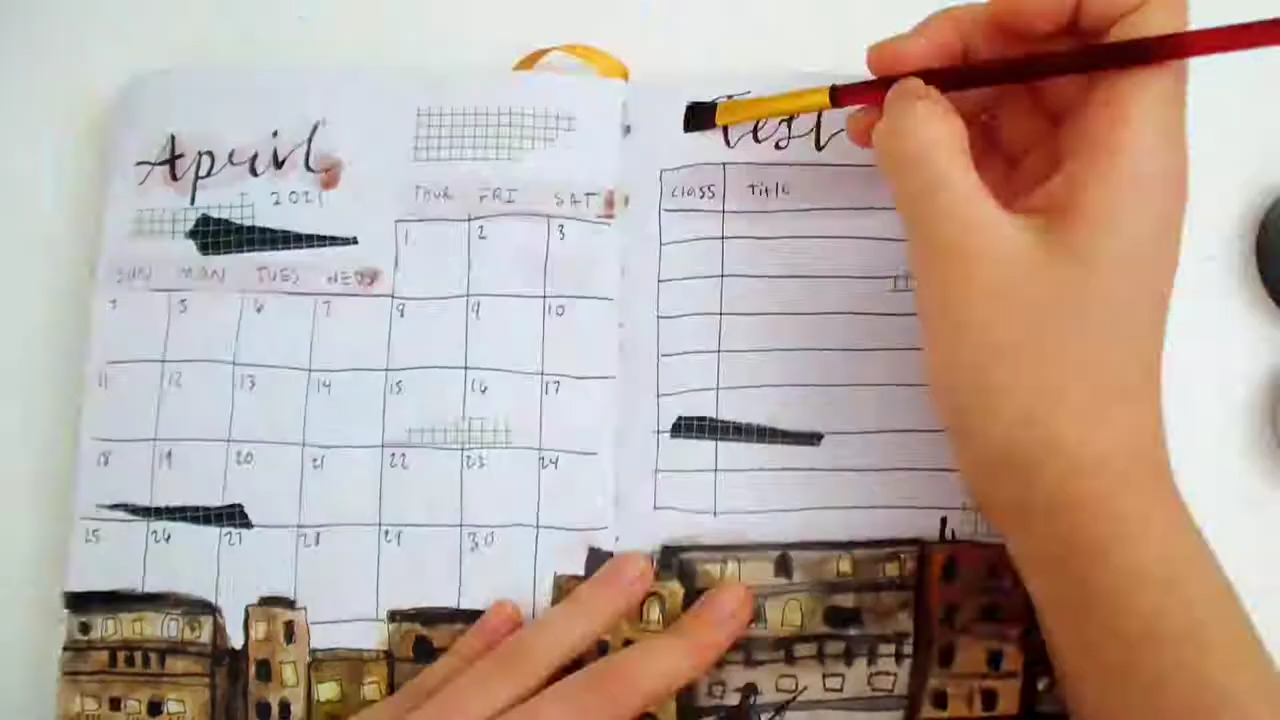 April
2021
THUR FRI SAT
SUN MON TUES WEDS
1 2 3
5 6 7 8 9 10
11 12 13 14 15 16 17
18 19 20 21 22 23 24
25 26 27 28 29 30
Test
class Title